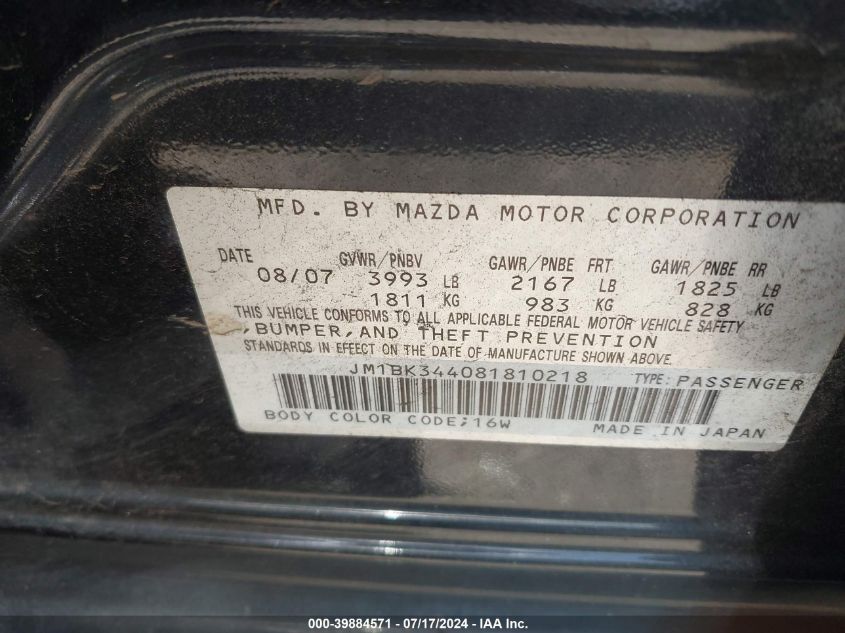 MFD. BY MAZDA MOTOR CORPORATION
DATE GVWR/PNBV GAWR/PNBE FRT GAWR/PNBE RR
08/07 3993 LB 2167 LB 1825 LB
1811 KG 983 KG 828 KG
THIS VEHICLE CONFORMS TO ALL APPLICABLE FEDERAL MOTOR VEHICLE SAFETY
,BUMPER,AND THEFT PREVENTION
STANDARDS IN EFFECT ON THE DATE OF MANUFACTURE SHOWN ABOVE.
JM1BK344081810218 TYPE: PASSENGER
BODY COLOR CODE;16W MADE IN JAPAN
000-39884571 - 07/17/2024 - IAA Inc.